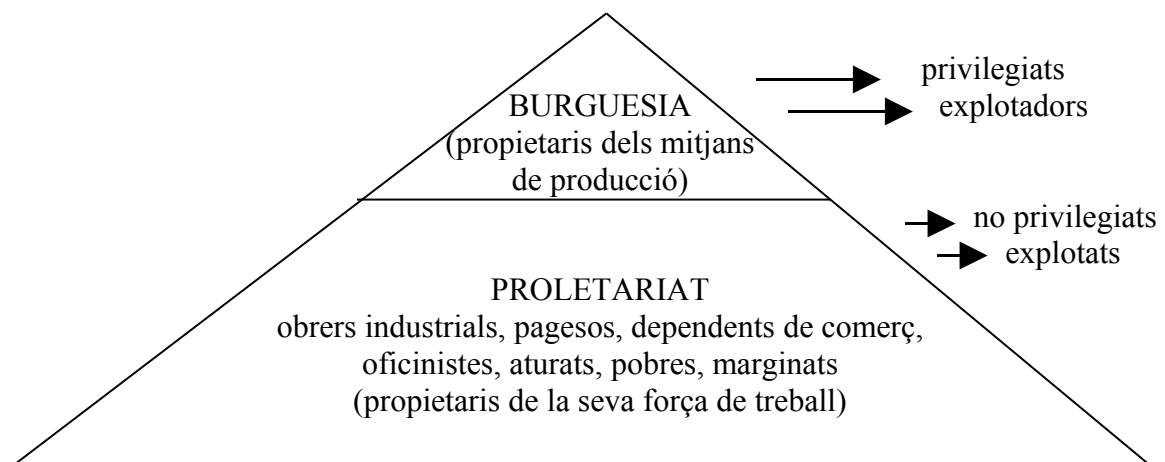 privilegiats
explotadors
BURGUESIA
(propietaris dels mitjans
de producció)
no privilegiats
explotats
PROLETARIAT
obrers industrials, pagesos, dependents de comerç,
oficinistes, aturats, pobres, marginats
(propietaris de la seva força de treball)